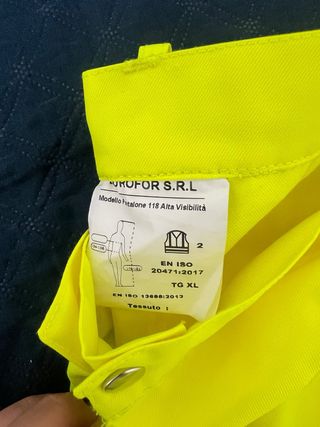 UROFOR S.R.L
Modello Pantalone 118 Alta Visibilità
2
EN ISO
20471:2017
TG XL
EN ISO 13688:2013
Tessuto :